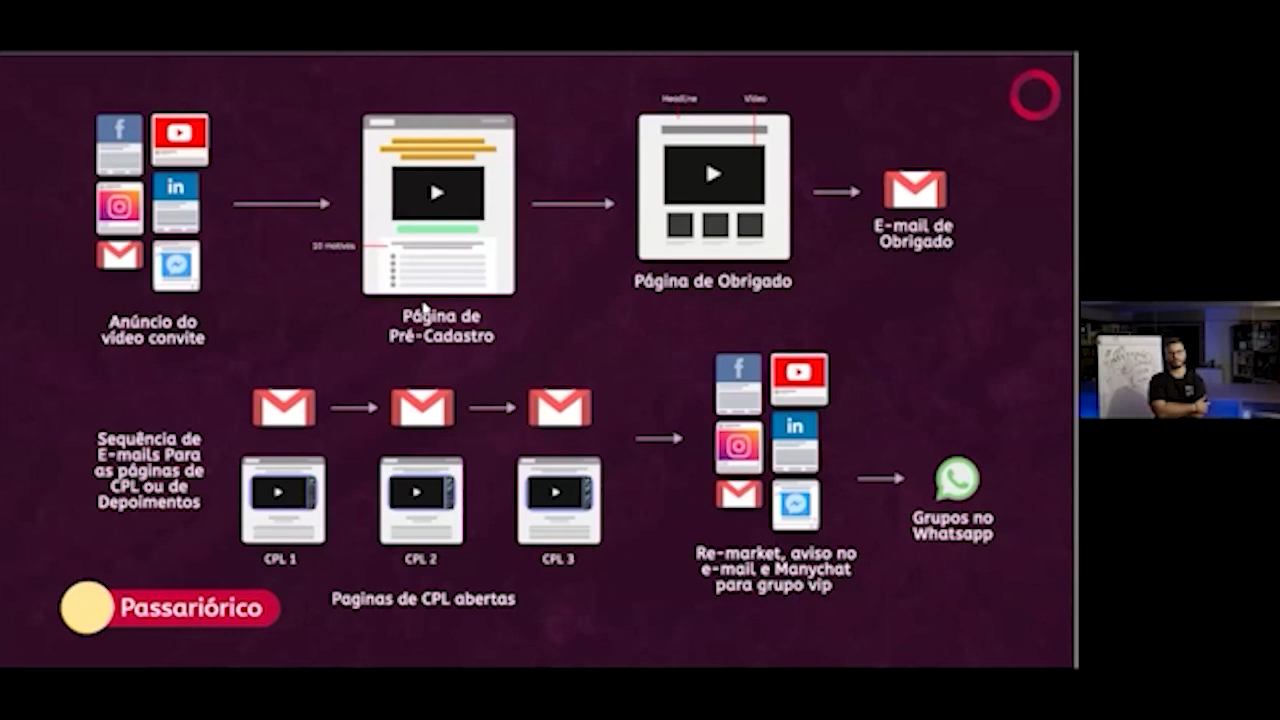 Headline
Vídeo
10 motivos
Anúncio do
vídeo convite
Página de
Pré-Cadastro
Página de Obrigado
E-mail de
Obrigado
Sequência de
E-mails Para
as páginas de
CPL ou de
Depoimentos
CPL 1
CPL 2
CPL 3
Paginas de CPL abertas
Re-market, aviso no
e-mail e Manychat
para grupo vip
Grupos no
Whatsapp
Passariórico